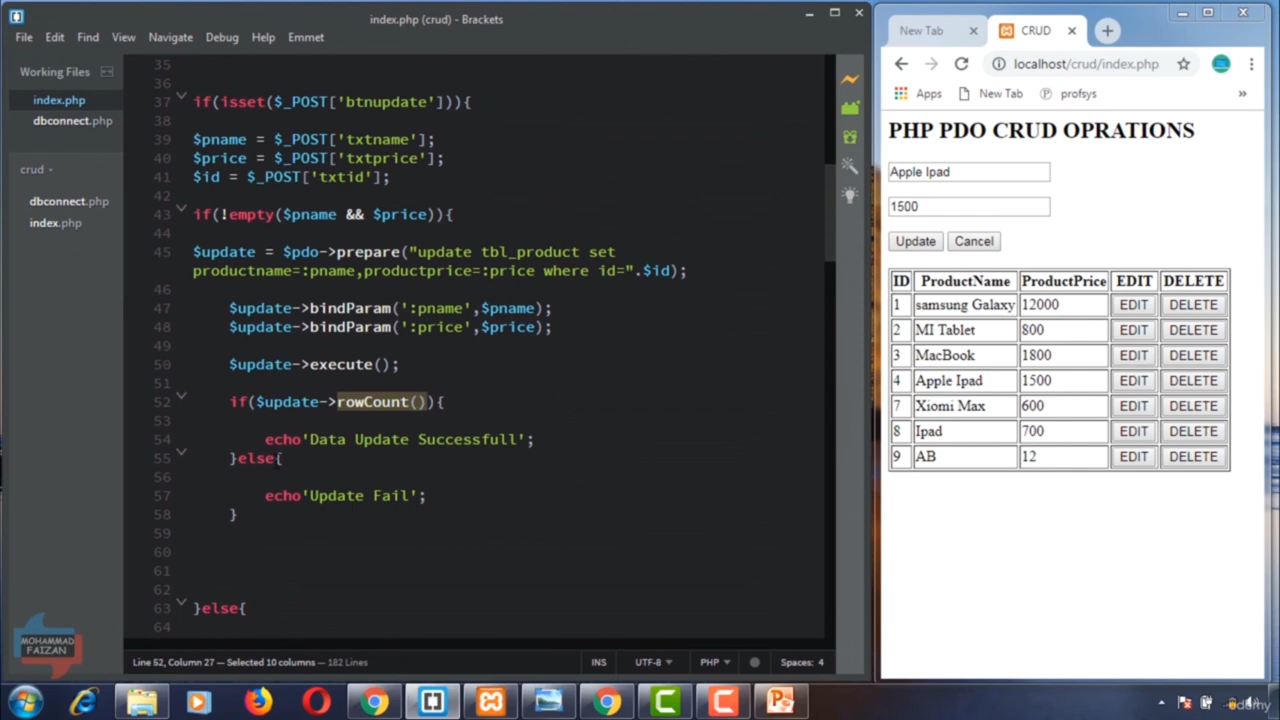 index.php (crud) - Brackets
File Edit Find View Navigate Debug Help Emmet
Working Files
index.php
dbconnect.php
crud
dbconnect.php
index.php
35
36
37 if(isset($_POST['btnupdate'])){
38
39 $pname = $_POST['txtname'];
40 $price = $_POST['txtprice'];
41 $id = $_POST['txtid'];
42
43 if(!empty($pname && $price)){
44
45 $update = $pdo->prepare("update tbl_product set
productname=:pname,productprice=:price where id=".$id);
46
47 $update->bindParam(':pname',$pname);
48 $update->bindParam(':price',$price);
49
50 $update->execute();
51
52 if($update->rowCount()){
53
54 echo'Data Update Successfull';
55 }else{
56
57 echo'Update Fail';
58 }
59
60
61
62
63 }else{
64
Line 52, Column 27 — Selected 10 columns — 182 Lines
INS UTF-8 PHP Spaces: 4
MOHAMMAD
FAIZAN
New Tab CRUD
localhost/crud/index.php
Apps New Tab profsys »
PHP PDO CRUD OPRATIONS
Apple Ipad
1500
Update Cancel
ID ProductName ProductPrice EDIT DELETE
1 samsung Galaxy 12000 EDIT DELETE
2 MI Tablet 800 EDIT DELETE
3 MacBook 1800 EDIT DELETE
4 Apple Ipad 1500 EDIT DELETE
7 Xiomi Max 600 EDIT DELETE
8 Ipad 700 EDIT DELETE
9 AB 12 EDIT DELETE